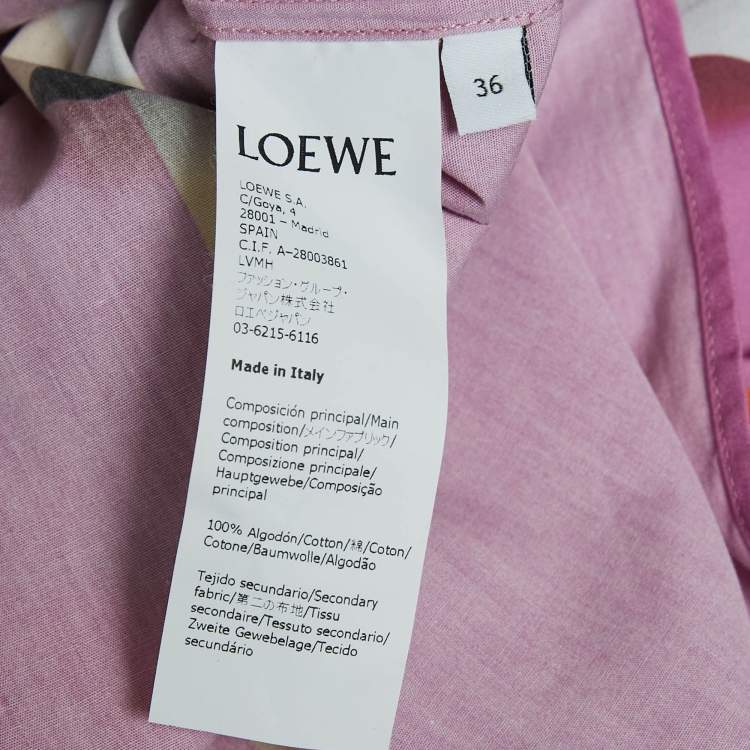 36
LOEWE
LOEWE S.A.
C/Goya, 4
28001 – Madrid
SPAIN
C.I.F. A-28003861
LVMH
ファッション・グループ・
ジャパン株式会社
ロエベジャパン
03-6215-6116
Made in Italy
Composición principal/Main
composition/メインファブリック/
Composition principal/
Composizione principale/
Hauptgewebe/Composição
principal
100% Algodón/Cotton/綿/Coton/
Cotone/Baumwolle/Algodão
Tejido secundario/Secondary
fabric/第二の布地/Tissu
secondaire/Tessuto secondario/
Zweite Gewebelage/Tecido
secundário